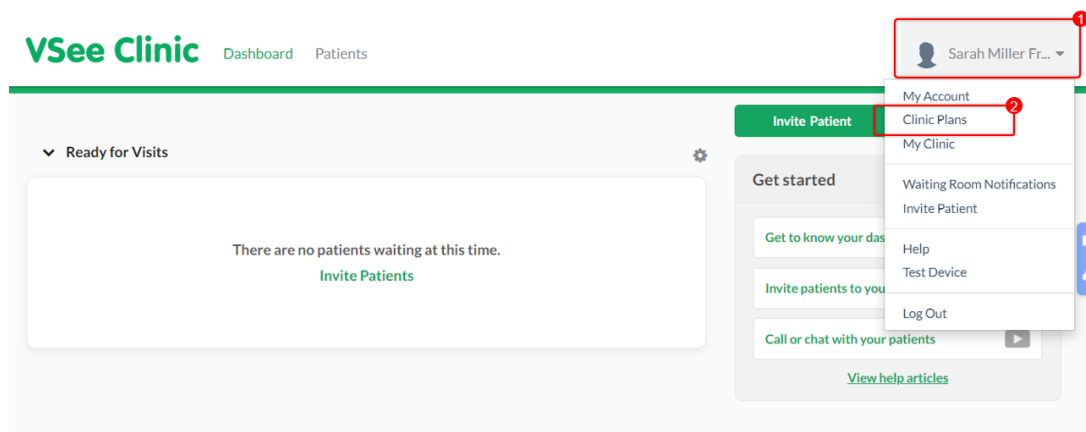 VSee Clinic
Dashboard
Patients
1
Sarah Miller Fr...
My Account
2
Clinic Plans
My Clinic
Waiting Room Notifications
Invite Patient
Help
Test Device
Log Out
Invite Patient
Ready for Visits
There are no patients waiting at this time.
Invite Patients
Get started
Get to know your das
Invite patients to you
Call or chat with your patients
View help articles